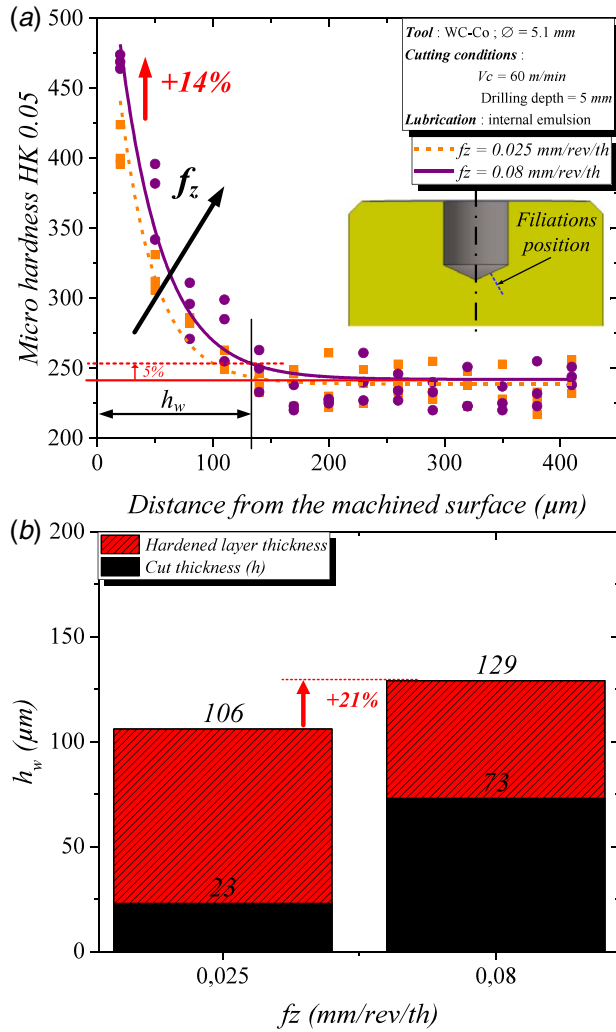 (a)
500
450
400
350
300
250
200
Micro hardness HK 0.05
+14%
f_z
Tool : WC-Co ; ∅ = 5.1 mm
Cutting conditions :
Vc = 60 m/min
Drilling depth = 5 mm
Lubrication : internal emulsion
fz = 0.025 mm/rev/th
fz = 0.08 mm/rev/th
Filiations
position
5%
h_w
0 100 200 300 400
Distance from the machined surface (µm)
(b)
200
150
100
50
0
h_w (µm)
Hardened layer thickness
Cut thickness (h)
106
23
+21%
129
73
0,025 0,08
fz (mm/rev/th)